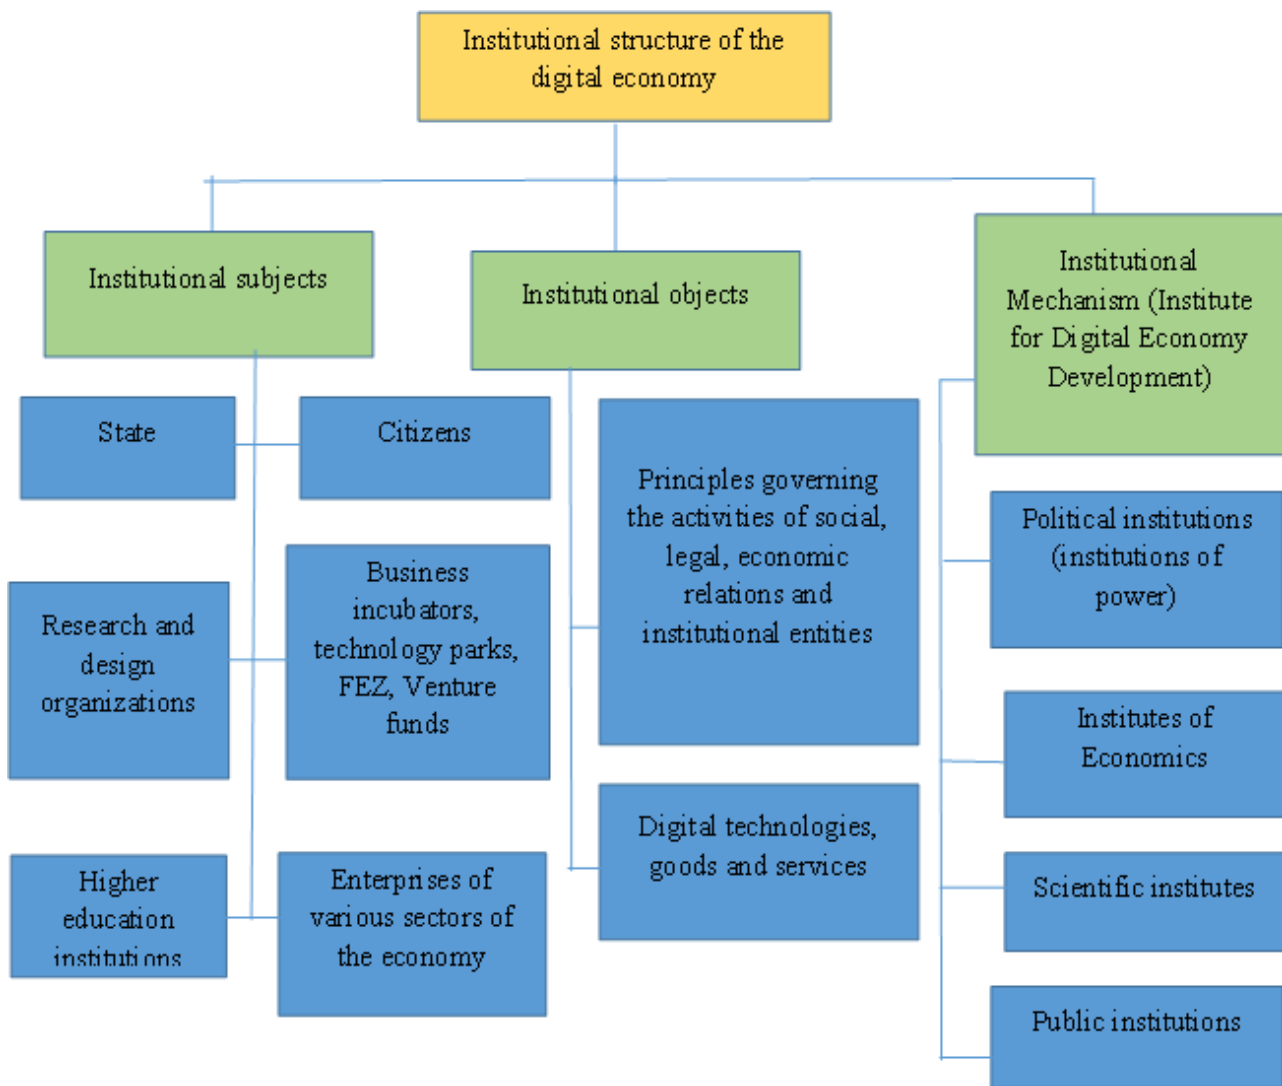 Institutional structure of the
digital economy
Institutional subjects
Institutional objects
Institutional
Mechanism (Institute
for Digital Economy
Development)
State
Citizens
Research and
design
organizations
Business
incubators,
technology parks,
FEZ, Venture
funds
Higher
education
institutions
Enterprises of
various sectors of
the economy
Principles governing
the activities of social,
legal, economic
relations and
institutional entities
Digital technologies,
goods and services
Political institutions
(institutions of
power)
Institutes of
Economics
Scientific institutes
Public institutions